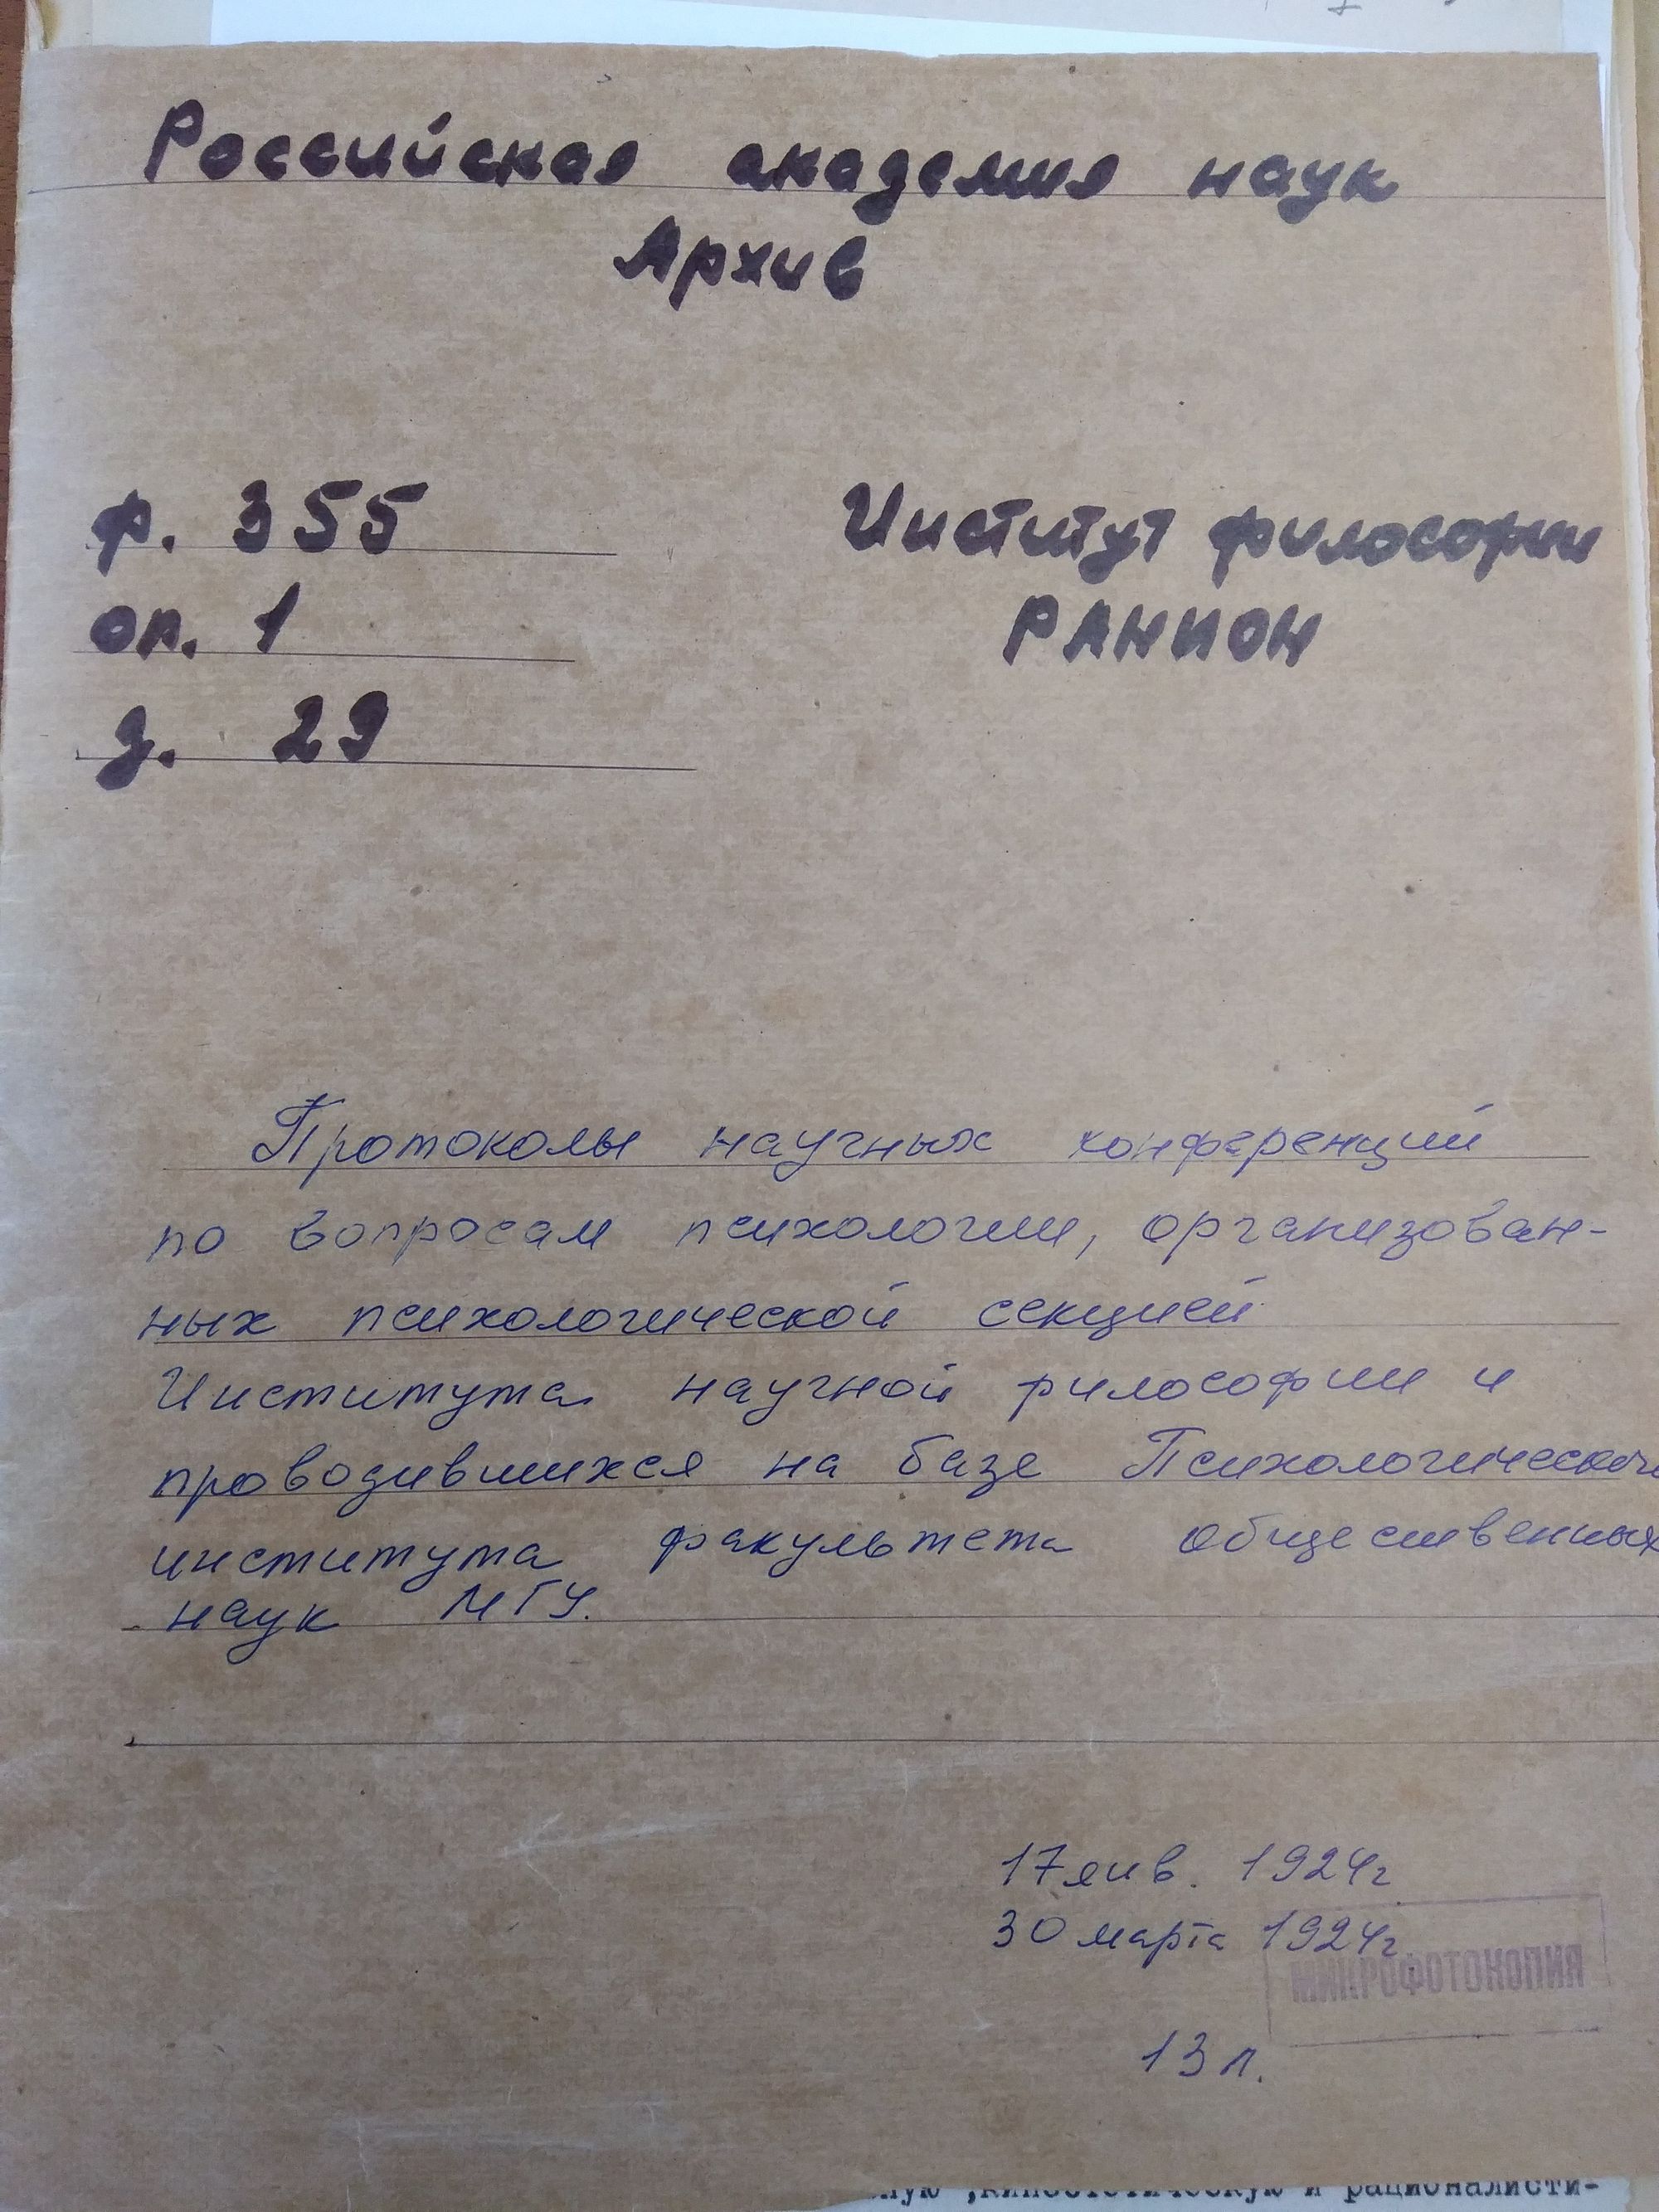 Российская академия наук
Архив
ф. 355
оп. 1
д. 29
Институт философии
РАНИОН
Протоколы научных конференций
по вопросам психологии, организован-
ных психологической секцией
Института научной философии и
проводившихся на базе Психологическог
института факультета общественных
наук МГУ.
17 янв. 1924г
30 марта 1924г
МИКРОФОТОКОПИЯ
13 л.
и рационалисти-